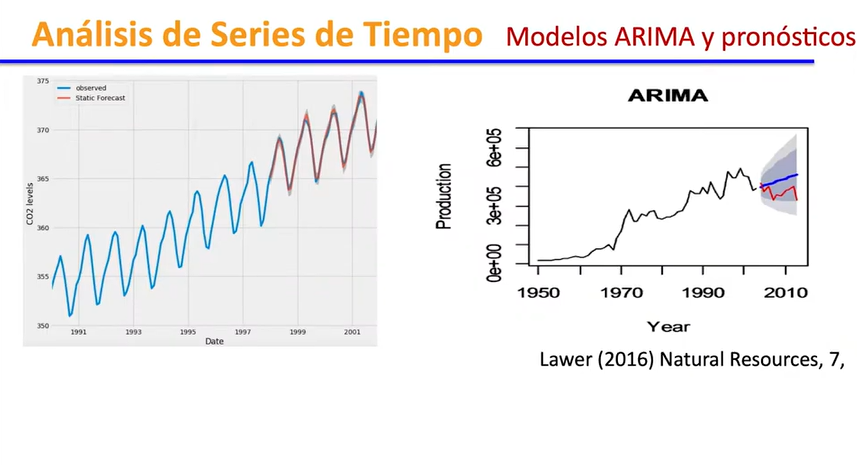 Análisis de Series de Tiempo Modelos ARIMA y pronósticos
375
observed
Static Forecast
370
365
CO2 levels
360
355
350
1991 1993 1995 1997 1999 2001
Date
ARIMA
6e+05
Production
3e+05
0e+00
1950 1970 1990 2010
Year
Lawer (2016) Natural Resources, 7,